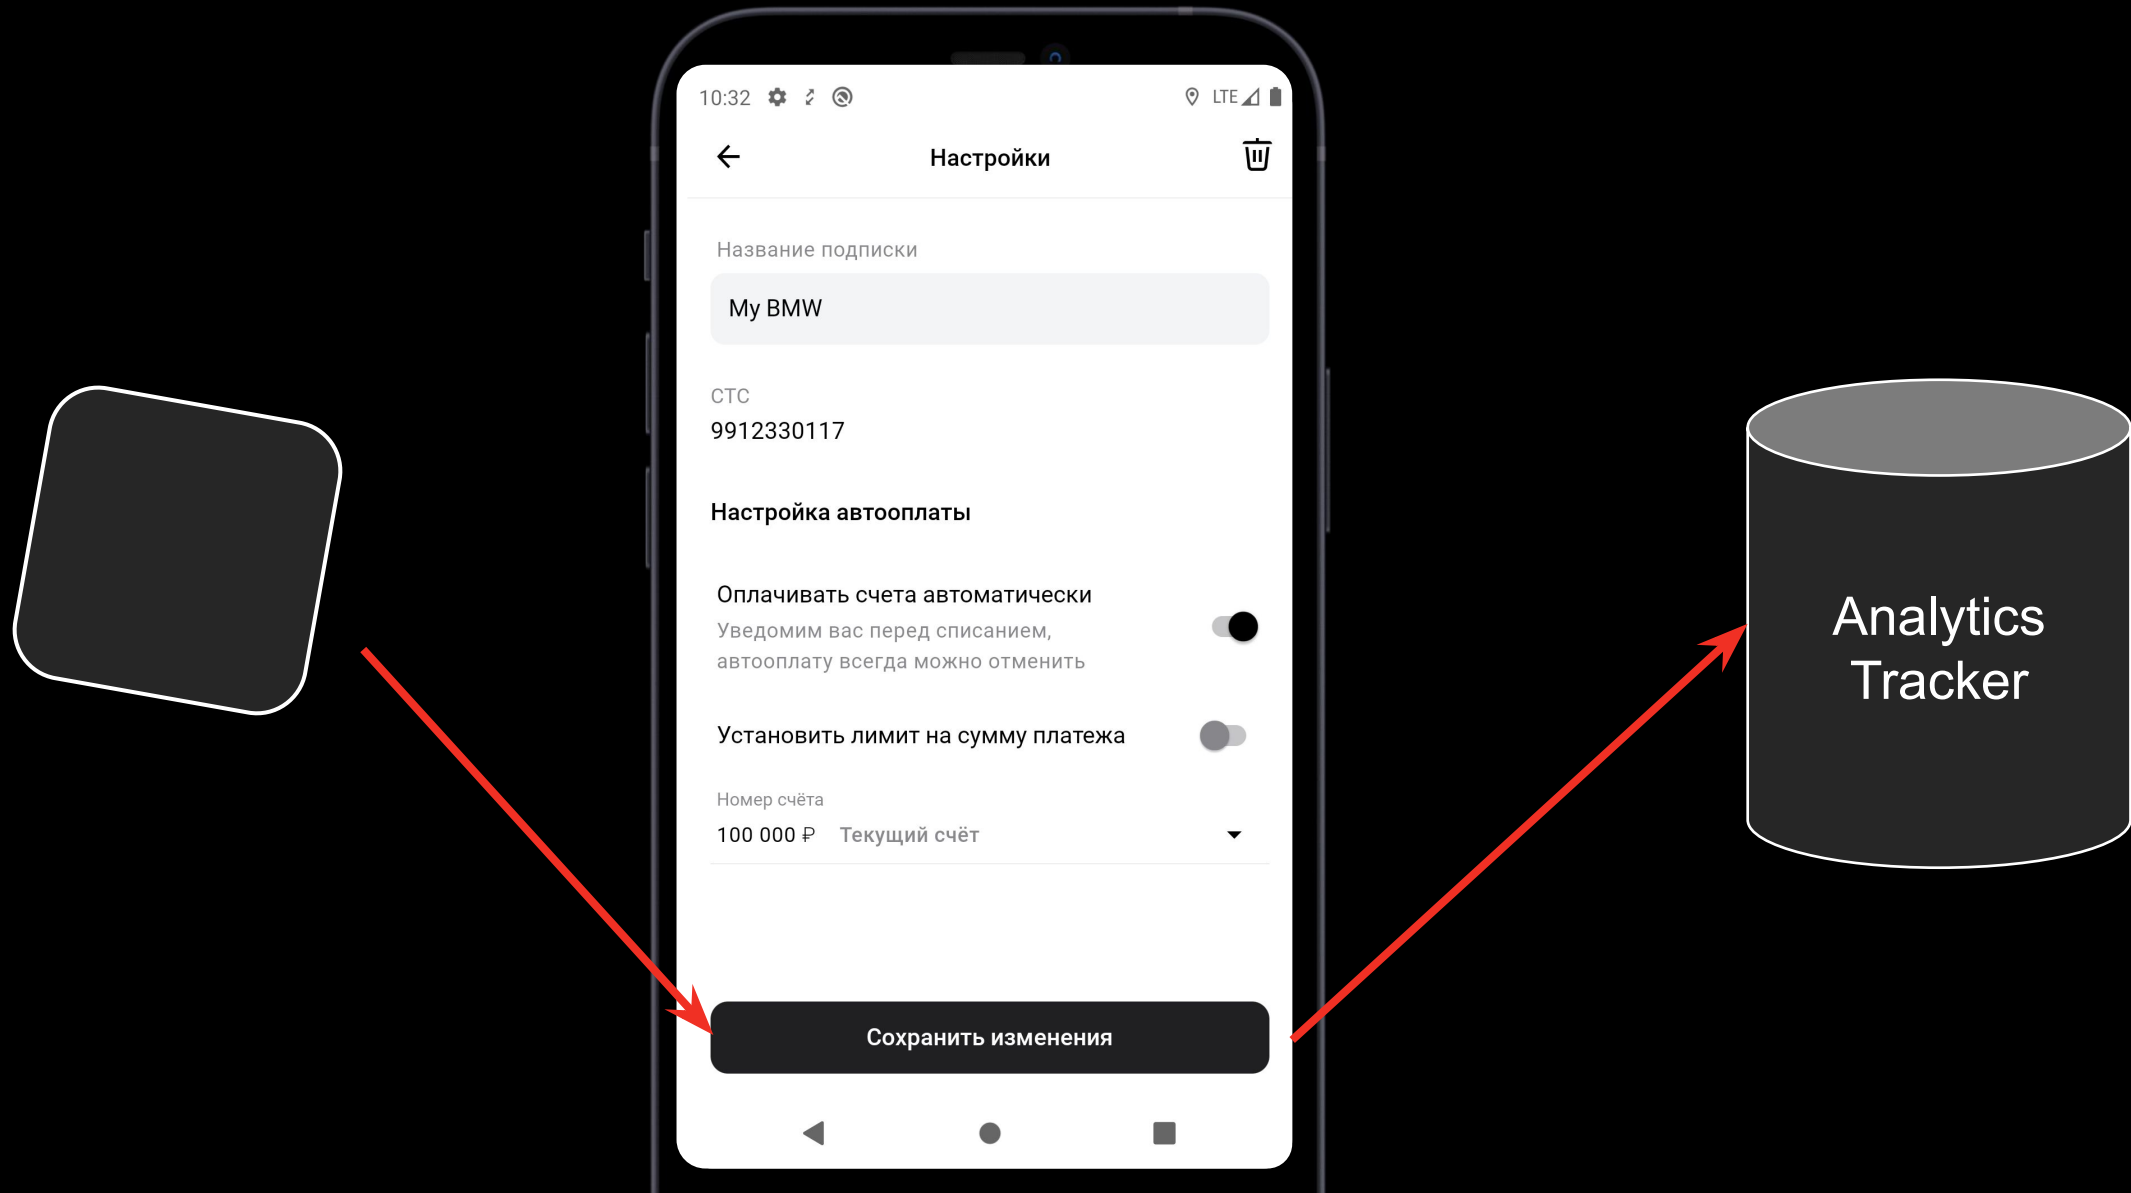 10:32
LTE
Настройки
Название подписки
My BMW
СТС
9912330117
Настройка автооплаты
Оплачивать счета автоматически
Уведомим вас перед списанием,
автооплату всегда можно отменить
Установить лимит на сумму платежа
Номер счёта
100 000 ₽ Текущий счёт
Сохранить изменения
Analytics
Tracker